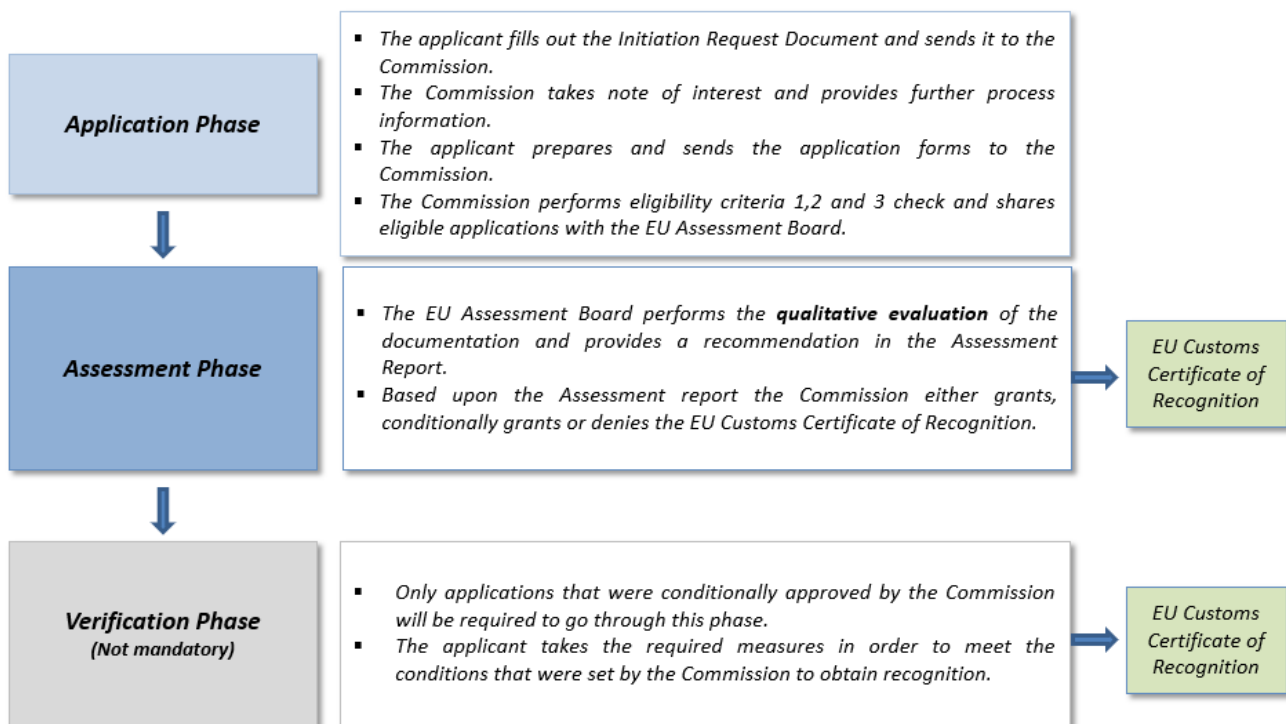 Application Phase
▪ The applicant fills out the Initiation Request Document and sends it to the
Commission.
▪ The Commission takes note of interest and provides further process
information.
▪ The applicant prepares and sends the application forms to the
Commission.
▪ The Commission performs eligibility criteria 1,2 and 3 check and shares
eligible applications with the EU Assessment Board.
Assessment Phase
▪ The EU Assessment Board performs the qualitative evaluation of the
documentation and provides a recommendation in the Assessment
Report.
▪ Based upon the Assessment report the Commission either grants,
conditionally grants or denies the EU Customs Certificate of Recognition.
EU Customs
Certificate of
Recognition
Verification Phase
(Not mandatory)
▪ Only applications that were conditionally approved by the Commission
will be required to go through this phase.
▪ The applicant takes the required measures in order to meet the
conditions that were set by the Commission to obtain recognition.
EU Customs
Certificate of
Recognition